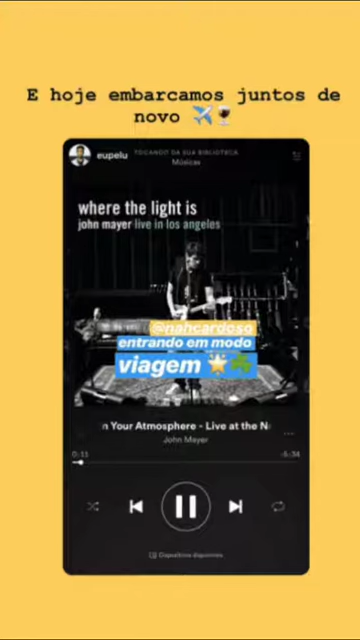 E hoje embarcamos juntos de
novo ✈️🍷
eupelu
TOCANDO DA SUA BIBLIOTECA
Músicas
where the light is
john mayer live in los angeles
@nahcardoso
entrando em modo
viagem 🌟☘️
n Your Atmosphere - Live at the N
John Mayer
0:11
-5:34
Dispositivos disponíveis